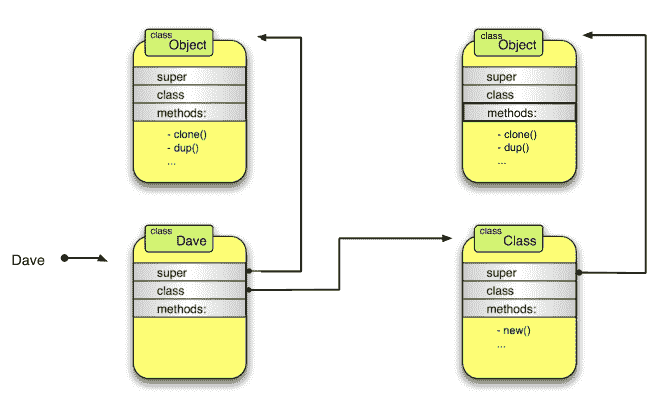 class
Object
super
class
methods:
- clone()
- dup()
...
class
Object
super
class
methods:
- clone()
- dup()
...
Dave
class
Dave
super
class
methods:
class
Class
super
class
methods:
- new()
...